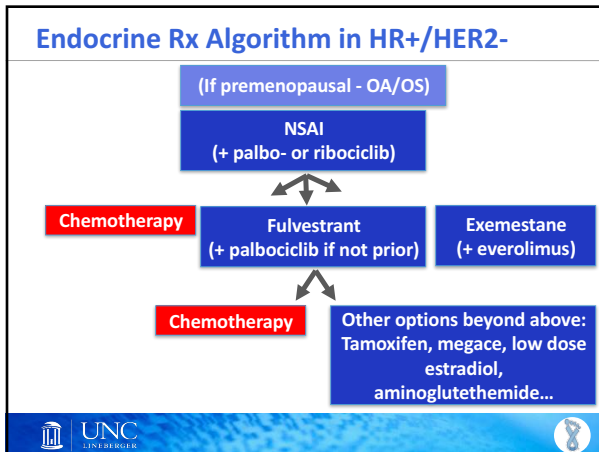 Endocrine Rx Algorithm in HR+/HER2-
(If premenopausal - OA/OS)
NSAI
(+ palbo- or ribociclib)
Chemotherapy
Fulvestrant
(+ palbociclib if not prior)
Exemestane
(+ everolimus)
Chemotherapy
Other options beyond above:
Tamoxifen, megace, low dose
estradiol,
aminoglutethemide...
UNC
LINEBERGER